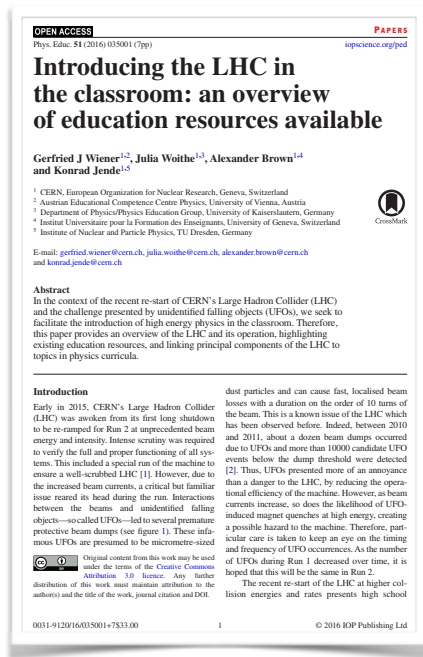 OPEN ACCESS
PAPERS
Phys. Educ. 51 (2016) 035001 (7pp)
iopscience.org/ped
Introducing the LHC in
the classroom: an overview
of education resources available
Gerfried J Wiener1,2, Julia Woithe1,3, Alexander Brown1,4
and Konrad Jende1,5
1 CERN, European Organization for Nuclear Research, Geneva, Switzerland
2 Austrian Educational Competence Centre Physics, University of Vienna, Austria
3 Department of Physics/Physics Education Group, University of Kaiserslautern, Germany
4 Institut Universitaire pour la Formation des Enseignants, University of Geneva, Switzerland
5 Institute of Nuclear and Particle Physics, TU Dresden, Germany
CrossMark
E-mail: gerfried.wiener@cern.ch, julia.woithe@cern.ch, alexander.brown@cern.ch
and konrad.jende@cern.ch
Abstract
In the context of the recent re-start of CERN's Large Hadron Collider (LHC)
and the challenge presented by unidentified falling objects (UFOs), we seek to
facilitate the introduction of high energy physics in the classroom. Therefore,
this paper provides an overview of the LHC and its operation, highlighting
existing education resources, and linking principal components of the LHC to
topics in physics curricula.
Introduction
Early in 2015, CERN's Large Hadron Collider
(LHC) was awoken from its first long shutdown
to be re-ramped for Run 2 at unprecedented beam
energy and intensity. Intense scrutiny was required
to verify the full and proper functioning of all sys-
tems. This included a special run of the machine to
ensure a well-scrubbed LHC [1]. However, due to
the increased beam currents, a critical but familiar
issue reared its head during the run. Interactions
between the beams and unidentified falling
objects—so called UFOs—led to several premature
protective beam dumps (see figure 1). These infa-
mous UFOs are presumed to be micrometre-sized
cc BY
Original content from this work may be used
under the terms of the Creative Commons
Attribution 3.0 licence. Any further
distribution of this work must maintain attribution to the
author(s) and the title of the work, journal citation and DOI.
dust particles and can cause fast, localised beam
losses with a duration on the order of 10 turns of
the beam. This is a known issue of the LHC which
has been observed before. Indeed, between 2010
and 2011, about a dozen beam dumps occurred
due to UFOs and more than 10000 candidate UFO
events below the dump threshold were detected
[2]. Thus, UFOs presented more of an annoyance
than a danger to the LHC, by reducing the opera-
tional efficiency of the machine. However, as beam
currents increase, so does the likelihood of UFO-
induced magnet quenches at high energy, creating
a possible hazard to the machine. Therefore, par-
ticular care is taken to keep an eye on the timing
and frequency of UFO occurrences. As the number
of UFOs during Run 1 decreased over time, it is
hoped that this will be the same in Run 2.
The recent re-start of the LHC at higher col-
lision energies and rates presents high school
0031-9120/16/035001+7$33.00
1
© 2016 IOP Publishing Ltd